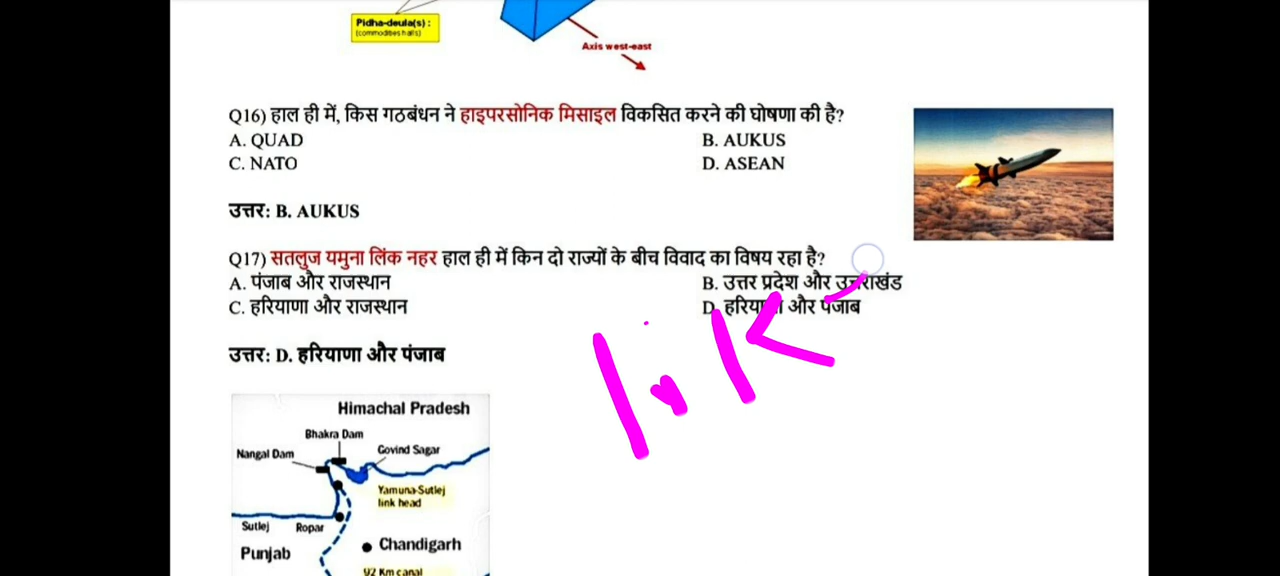 Pidha-deula(s) :
(commodities halls)
Axis west-east
Q16) हाल ही में, किस गठबंधन ने हाइपरसोनिक मिसाइल विकसित करने की घोषणा की है?
A. QUAD B. AUKUS
C. NATO D. ASEAN
उत्तर: B. AUKUS
Q17) सतलुज यमुना लिंक नहर हाल ही में किन दो राज्यों के बीच विवाद का विषय रहा है?
A. पंजाब और राजस्थान B. उत्तर प्रदेश और उत्तराखंड
C. हरियाणा और राजस्थान D. हरियाणा और पंजाब
link
उत्तर: D. हरियाणा और पंजाब
Himachal Pradesh
Bhakra Dam
Nangal Dam Govind Sagar
Yamuna-Sutlej
link head
Sutlej Ropar
Chandigarh
Punjab
92 Km canal